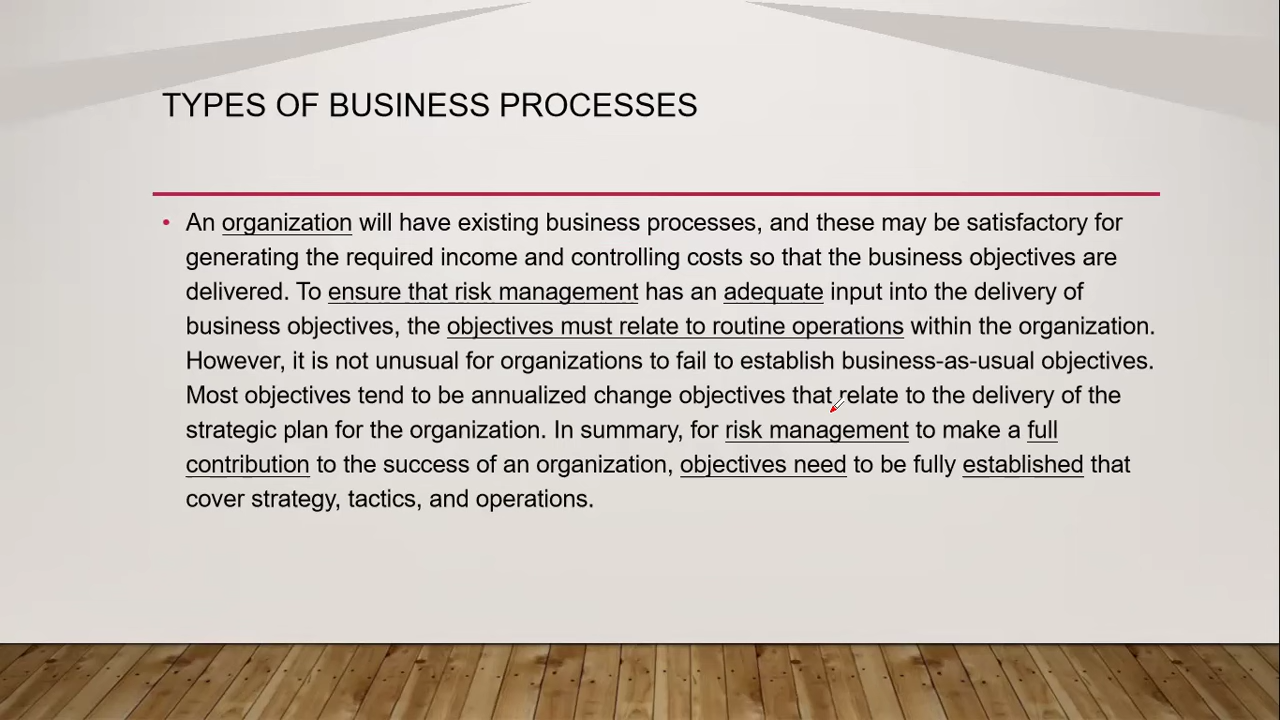 TYPES OF BUSINESS PROCESSES
• An organization will have existing business processes, and these may be satisfactory for
generating the required income and controlling costs so that the business objectives are
delivered. To ensure that risk management has an adequate input into the delivery of
business objectives, the objectives must relate to routine operations within the organization.
However, it is not unusual for organizations to fail to establish business-as-usual objectives.
Most objectives tend to be annualized change objectives that relate to the delivery of the
strategic plan for the organization. In summary, for risk management to make a full
contribution to the success of an organization, objectives need to be fully established that
cover strategy, tactics, and operations.